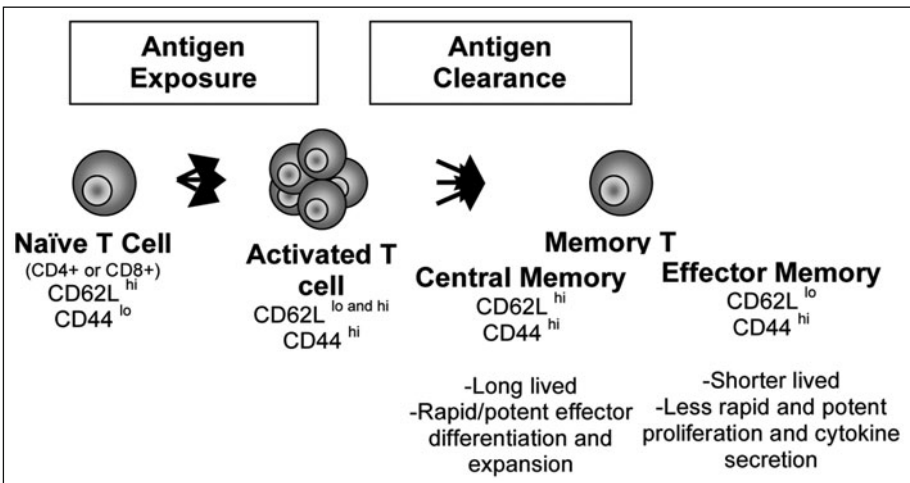 Antigen
Exposure
Antigen
Clearance
Naïve T Cell
(CD4+ or CD8+)
CD62L hi
CD44 lo
Activated T
cell
CD62L lo and hi
CD44 hi
Memory T
Central Memory
CD62L hi
CD44 hi
-Long lived
-Rapid/potent effector
differentiation and
expansion
Effector Memory
CD62L lo
CD44 hi
-Shorter lived
-Less rapid and potent
proliferation and cytokine
secretion